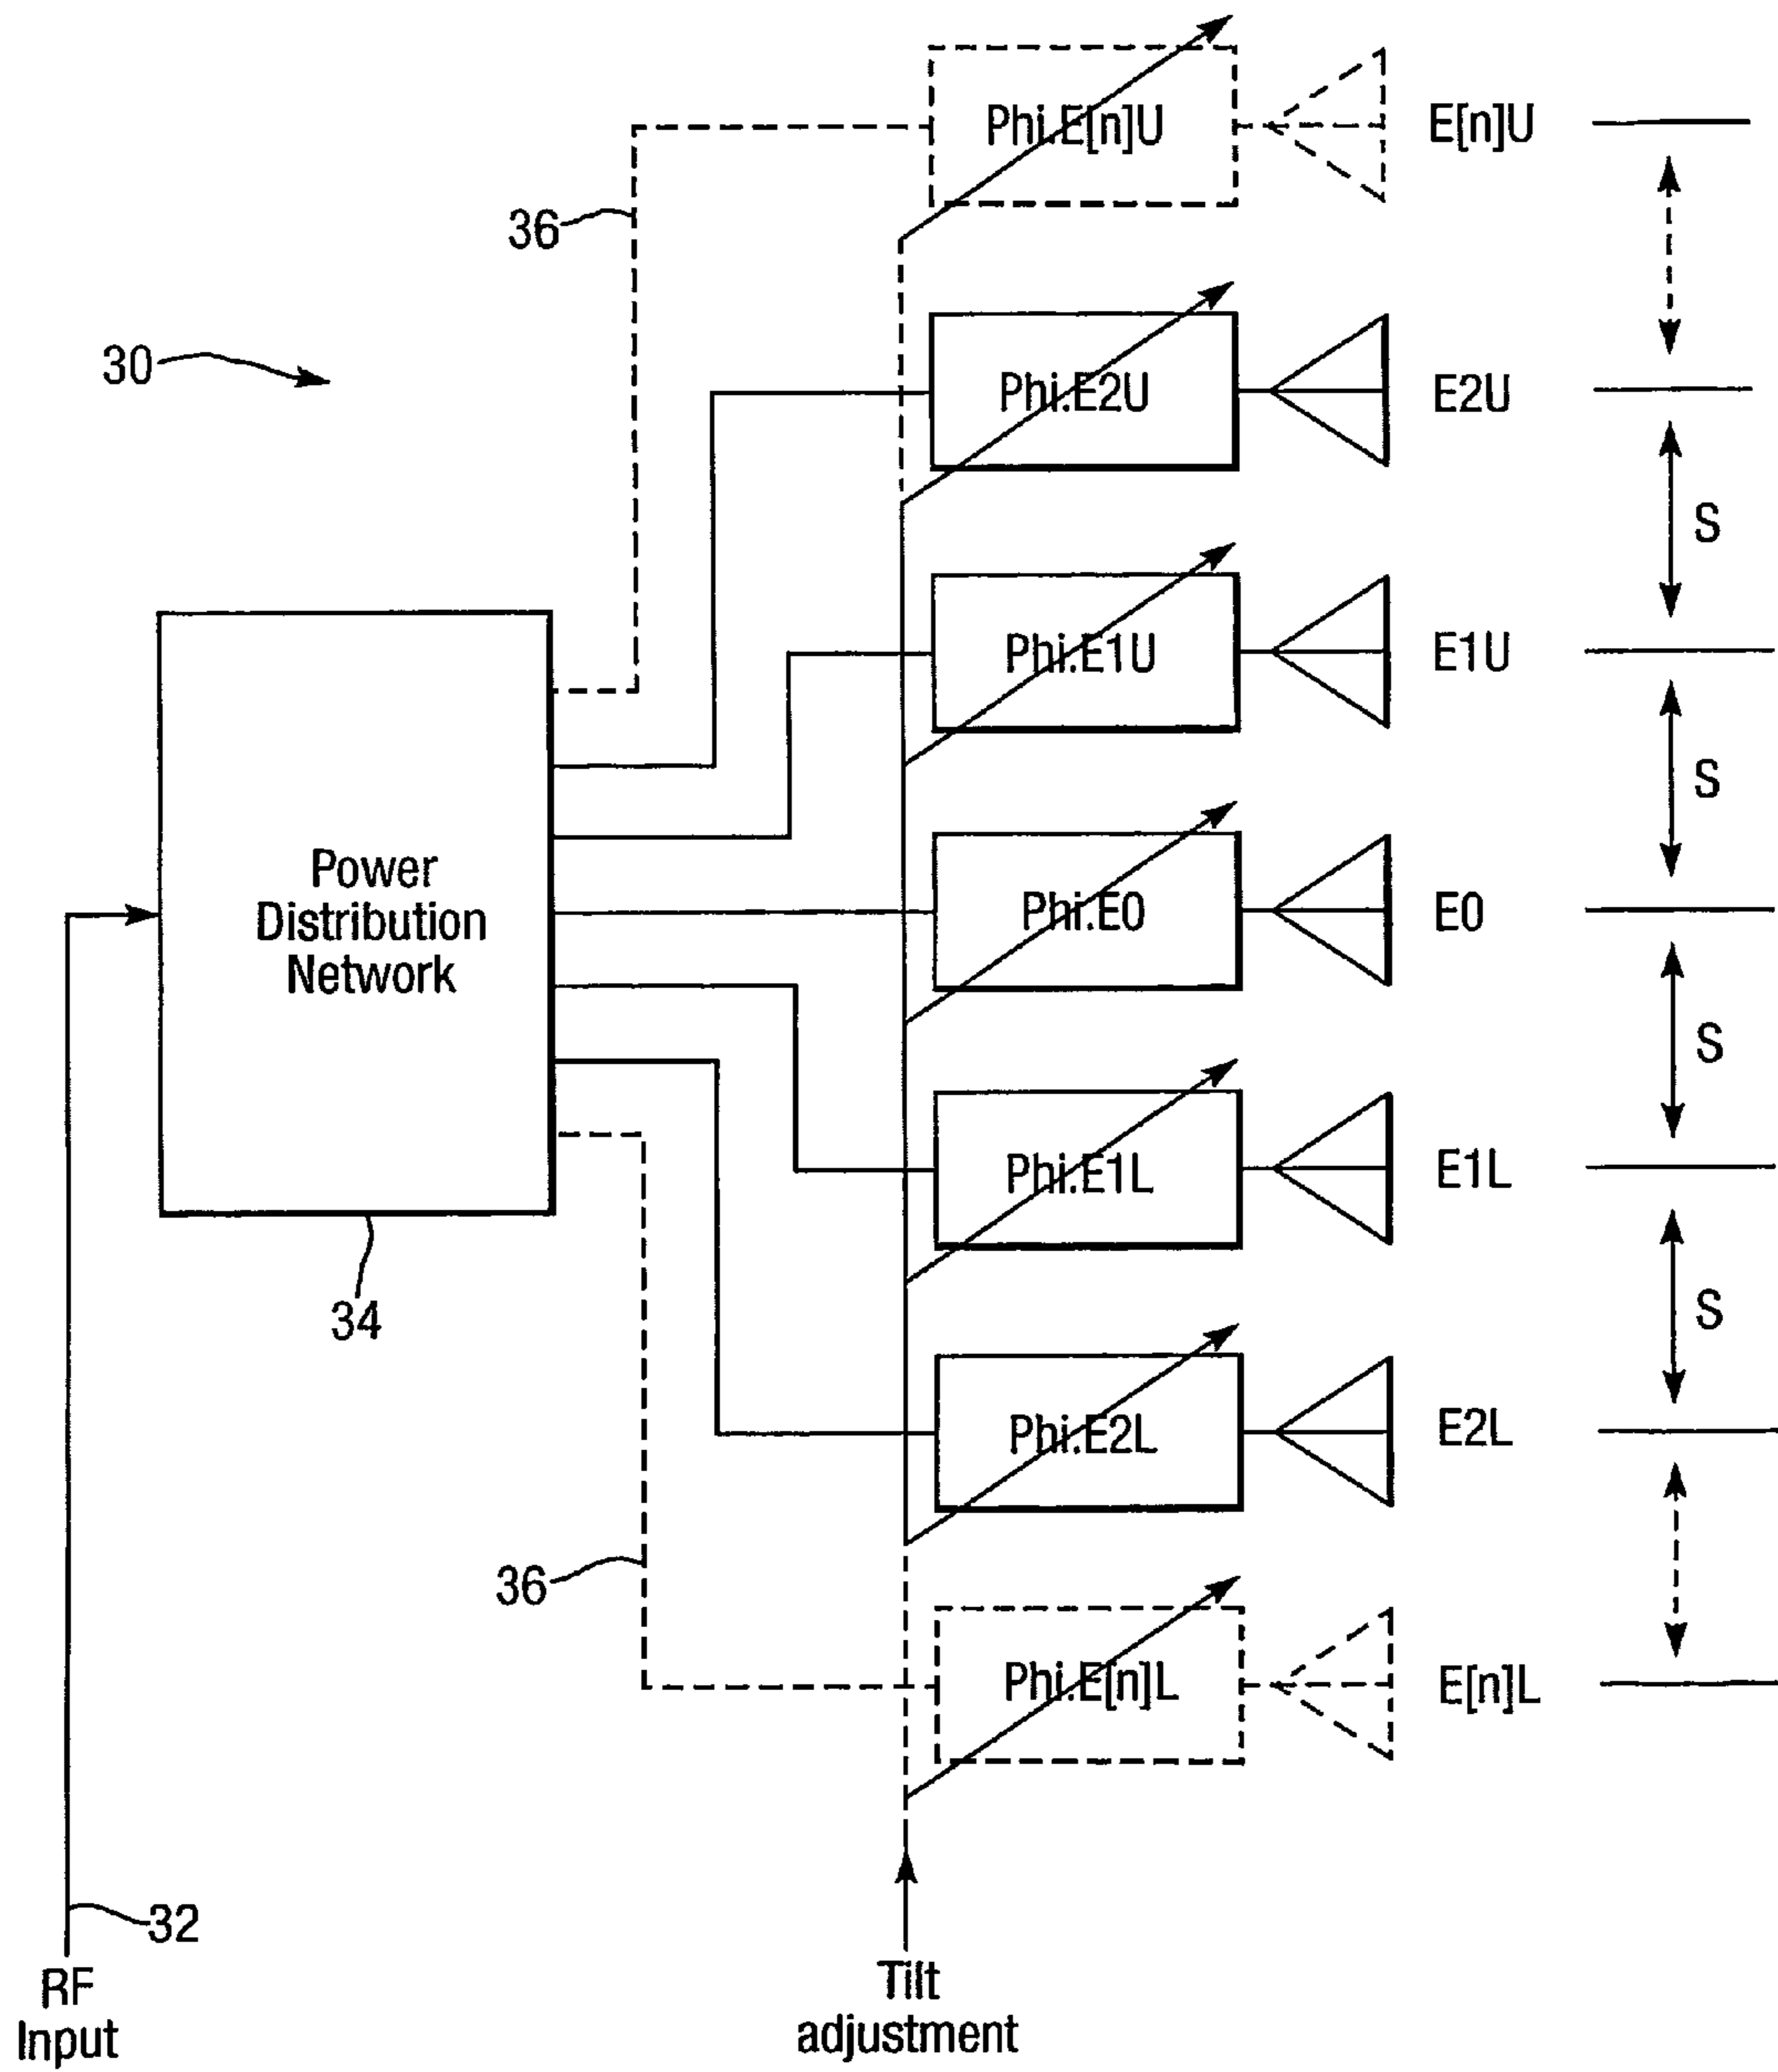 Phi.E[n]U
E[n]U
36
30
Phi.E2U
E2U
S
Phi.E1U
E1U
S
Power
Distribution
Network
Phi.E0
E0
S
Phi.E1L
E1L
34
S
Phi.E2L
E2L
36
Phi.E[n]L
E[n]L
32
RF
Input
Tilt
adjustment